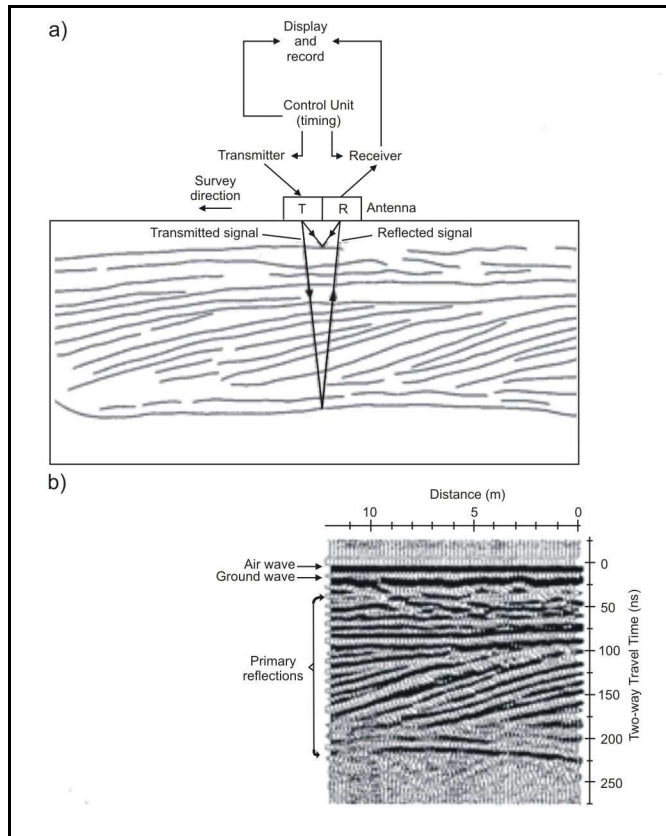 a)
Display
and
record
Control Unit
(timing)
Transmitter
Receiver
Survey
direction
T
R
Antenna
Transmitted signal
Reflected signal
b)
Distance (m)
10
5
0
Air wave
Ground wave
Primary
reflections
0
50
100
150
200
250
Two-way Travel Time (ns)